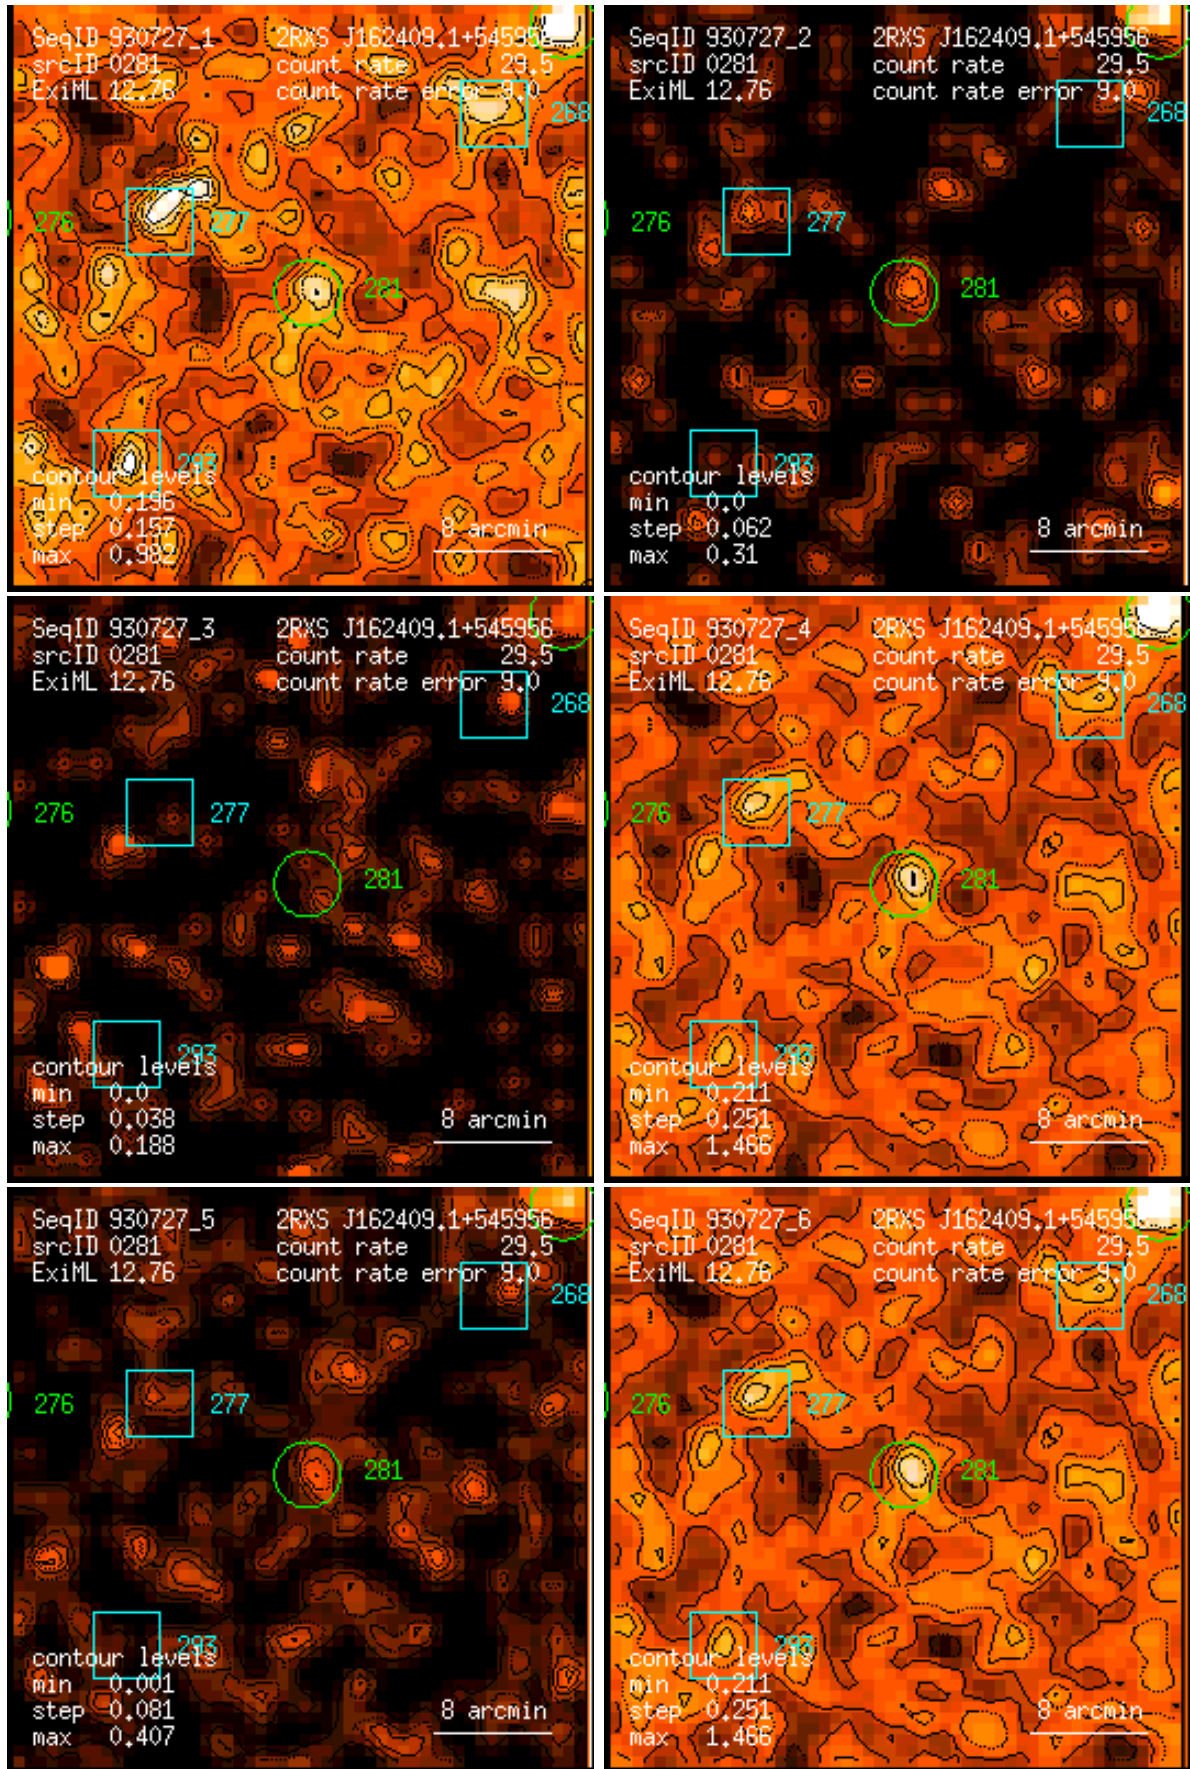 SeqID 930727_1 2RXS J162409.1+545956
srcID 0281 count rate 29.5
ExiML 12.76 count rate error 9.0
268
276 277
281
293
contour levels
min 0.196
step 0.157 8 arcmin
max 0.982
SeqID 930727_2 2RXS J162409.1+545956
srcID 0281 count rate 29.5
ExiML 12.76 count rate error 9.0
268
276 277
281
293
contour levels
min 0.0
step 0.062 8 arcmin
max 0.31
SeqID 930727_3 2RXS J162409.1+545956
srcID 0281 count rate 29.5
ExiML 12.76 count rate error 9.0
268
276 277
281
293
contour levels
min 0.0
step 0.038 8 arcmin
max 0.188
SeqID 930727_4 2RXS J162409.1+545956
srcID 0281 count rate 29.5
ExiML 12.76 count rate error 9.0
268
276 277
281
293
contour levels
min 0.211
step 0.251 8 arcmin
max 1.466
SeqID 930727_5 2RXS J162409.1+545956
srcID 0281 count rate 29.5
ExiML 12.76 count rate error 9.0
268
276 277
281
293
contour levels
min 0.001
step 0.081 8 arcmin
max 0.407
SeqID 930727_6 2RXS J162409.1+545956
srcID 0281 count rate 29.5
ExiML 12.76 count rate error 9.0
268
276 277
281
293
contour levels
min 0.211
step 0.251 8 arcmin
max 1.466